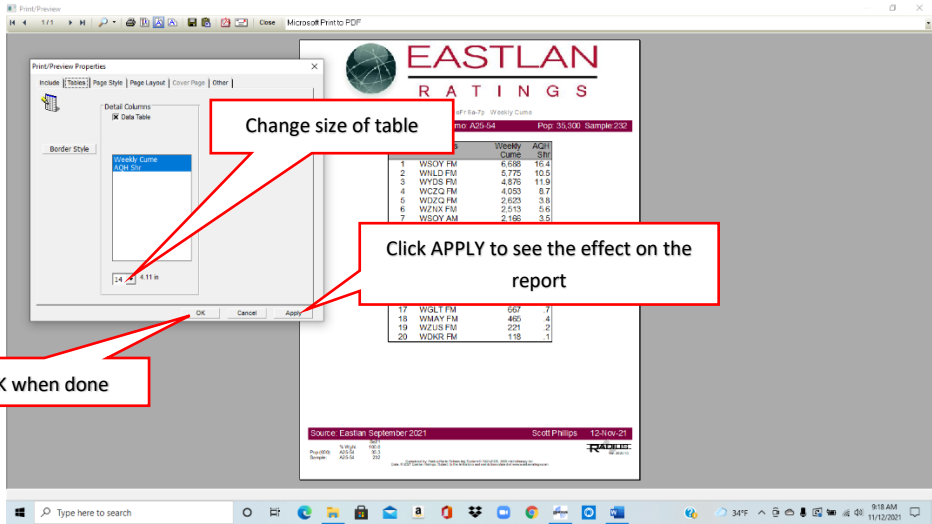 Print/Preview
1/1
Close
Microsoft Print to PDF
Print/Preview Properties
Include
Tables
Page Style
Page Layout
Cover Page
Other
Detail Columns
Data Table
Border Style
Weekly Cume
AQH Shr
14
4.11 in
OK
Cancel
Apply
Change size of table
Click APPLY to see the effect on the
report
K when done
EASTLAN
RATINGS
6a-7p Weekly Cume
A25-54
Pop: 35,300 Sample:232
Weekly AQH
Cume Shr
1 WSOY FM 6,688 16.4
2 WNLD FM 5,775 10.5
3 WYDS FM 4,876 11.9
4 WCZQ FM 4,053 8.7
5 WDZQ FM 2,623 3.8
6 WZNX FM 2,513 5.6
7 WSOY AM 2,166 3.5
17 WGLT FM 667 .7
18 WMAY FM 465 .4
19 WZUS FM 221 .2
20 WDKR FM 118 .1
Source: Eastlan September 2021
Scott Phillips 12-Nov-21
Type here to search
34°F
9:18 AM
11/12/2021